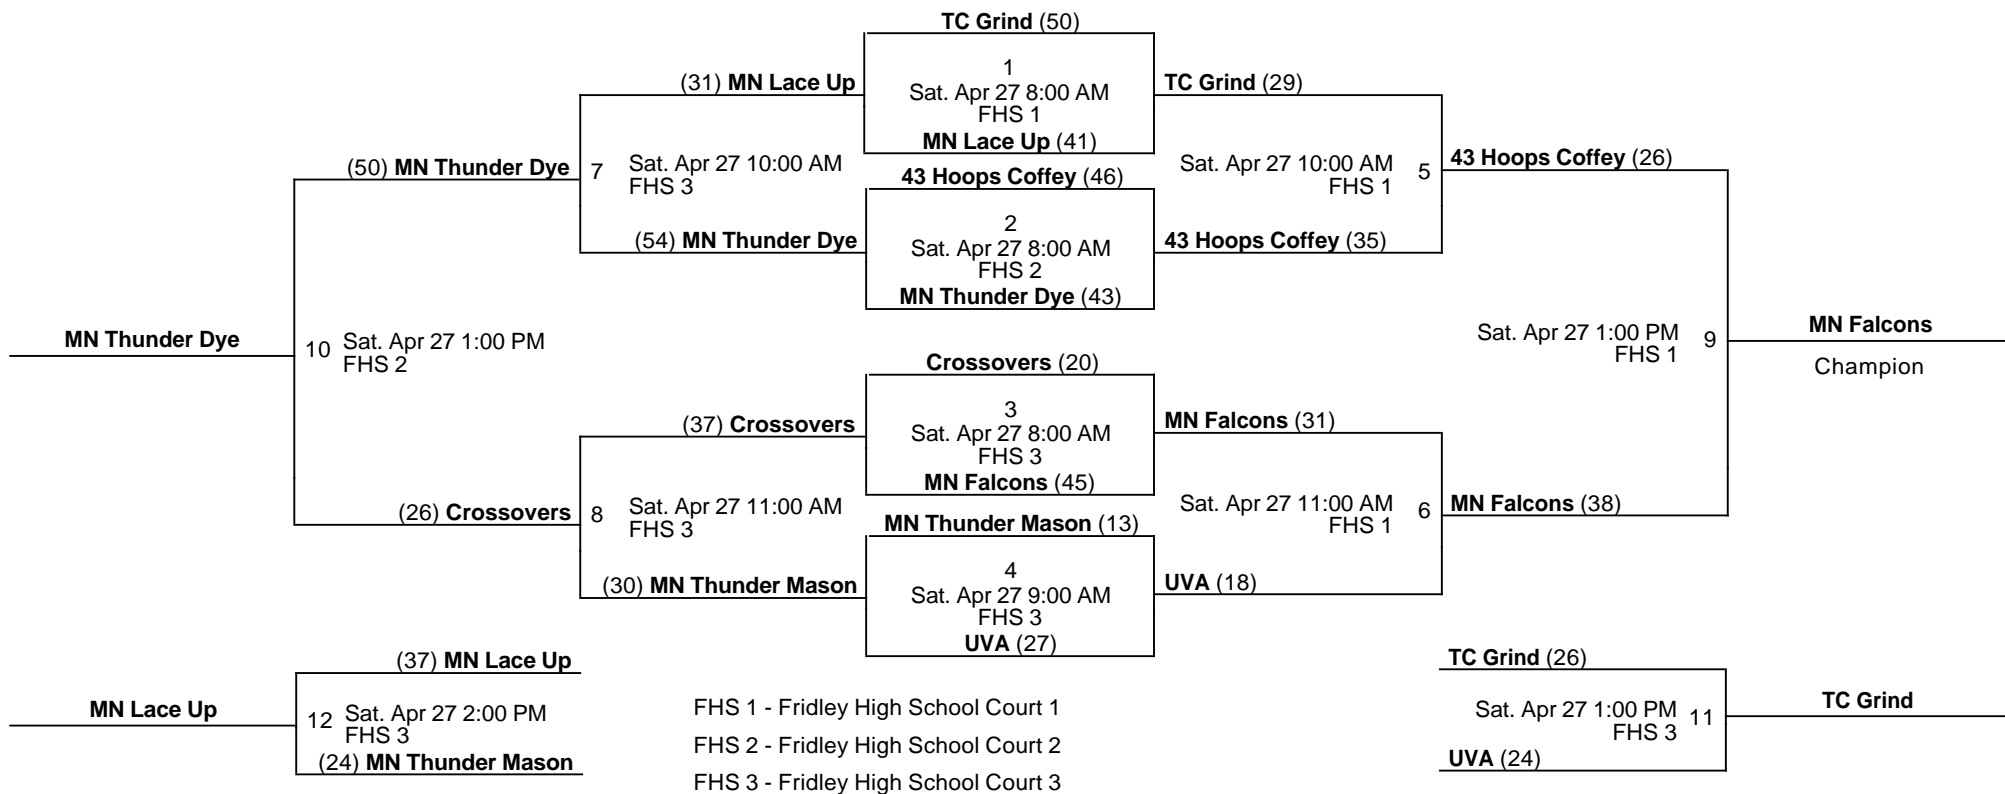 TC Grind (50)
1
Sat. Apr 27 8:00 AM
FHS 1
MN Lace Up (41)
43 Hoops Coffey (46)
2
Sat. Apr 27 8:00 AM
FHS 2
MN Thunder Dye (43)
Crossovers (20)
3
Sat. Apr 27 8:00 AM
FHS 3
MN Falcons (45)
MN Thunder Mason (13)
4
Sat. Apr 27 9:00 AM
FHS 3
UVA (27)
(31) MN Lace Up
7 Sat. Apr 27 10:00 AM
FHS 3
(54) MN Thunder Dye
(37) Crossovers
8 Sat. Apr 27 11:00 AM
FHS 3
(30) MN Thunder Mason
(50) MN Thunder Dye
10 Sat. Apr 27 1:00 PM
FHS 2
(26) Crossovers
MN Thunder Dye
TC Grind (29)
Sat. Apr 27 10:00 AM 5
FHS 1
43 Hoops Coffey (35)
MN Falcons (31)
Sat. Apr 27 11:00 AM 6
FHS 1
UVA (18)
43 Hoops Coffey (26)
Sat. Apr 27 1:00 PM 9
FHS 1
MN Falcons (38)
MN Falcons
Champion
(37) MN Lace Up
12 Sat. Apr 27 2:00 PM
FHS 3
(24) MN Thunder Mason
MN Lace Up
FHS 1 - Fridley High School Court 1
FHS 2 - Fridley High School Court 2
FHS 3 - Fridley High School Court 3
TC Grind (26)
Sat. Apr 27 1:00 PM 11
FHS 3
UVA (24)
TC Grind